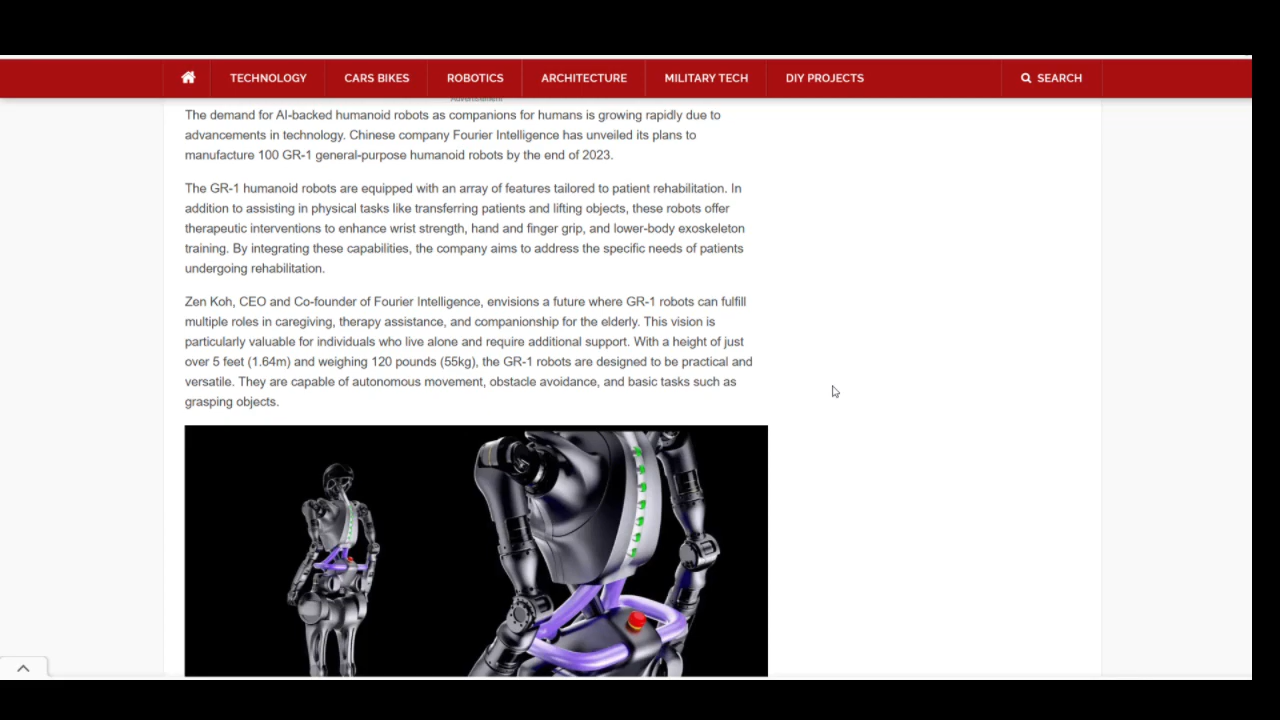 TECHNOLOGY CARS BIKES ROBOTICS ARCHITECTURE MILITARY TECH DIY PROJECTS SEARCH
Advertisement
The demand for AI-backed humanoid robots as companions for humans is growing rapidly due to
advancements in technology. Chinese company Fourier Intelligence has unveiled its plans to
manufacture 100 GR-1 general-purpose humanoid robots by the end of 2023.
The GR-1 humanoid robots are equipped with an array of features tailored to patient rehabilitation. In
addition to assisting in physical tasks like transferring patients and lifting objects, these robots offer
therapeutic interventions to enhance wrist strength, hand and finger grip, and lower-body exoskeleton
training. By integrating these capabilities, the company aims to address the specific needs of patients
undergoing rehabilitation.
Zen Koh, CEO and Co-founder of Fourier Intelligence, envisions a future where GR-1 robots can fulfill
multiple roles in caregiving, therapy assistance, and companionship for the elderly. This vision is
particularly valuable for individuals who live alone and require additional support. With a height of just
over 5 feet (1.64m) and weighing 120 pounds (55kg), the GR-1 robots are designed to be practical and
versatile. They are capable of autonomous movement, obstacle avoidance, and basic tasks such as
grasping objects.